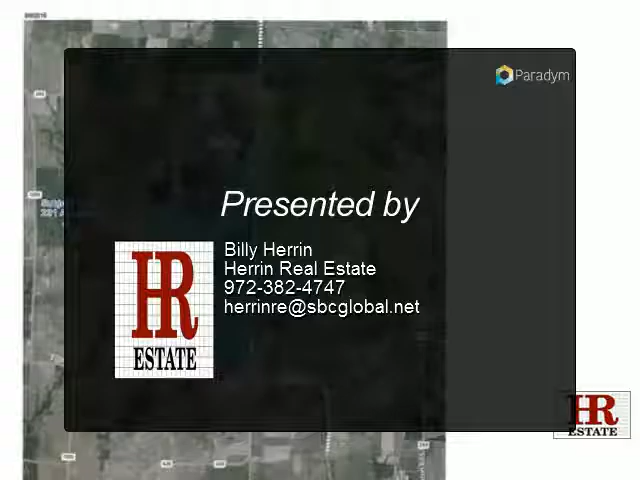 Paradym
Presented by
Billy Herrin
Herrin Real Estate
972-382-4747
herrinre@sbcglobal.net
HR
ESTATE
HR
ESTATE